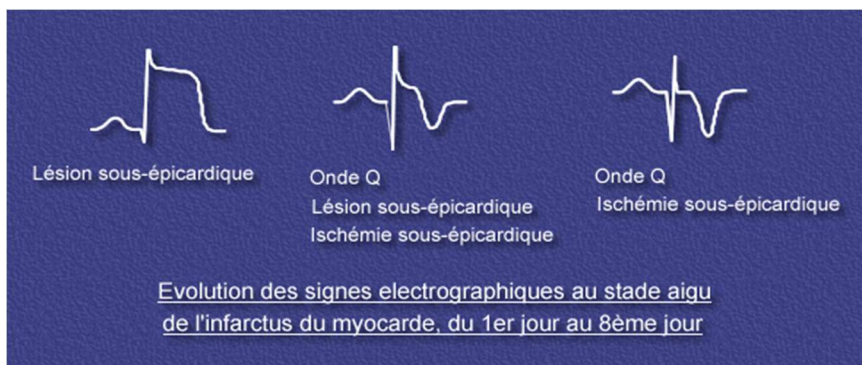 Lésion sous-épicardique
Onde Q
Lésion sous-épicardique
Ischémie sous-épicardique
Onde Q
Ischémie sous-épicardique
Evolution des signes electrographiques au stade aigu
de l'infarctus du myocarde, du 1er jour au 8ème jour